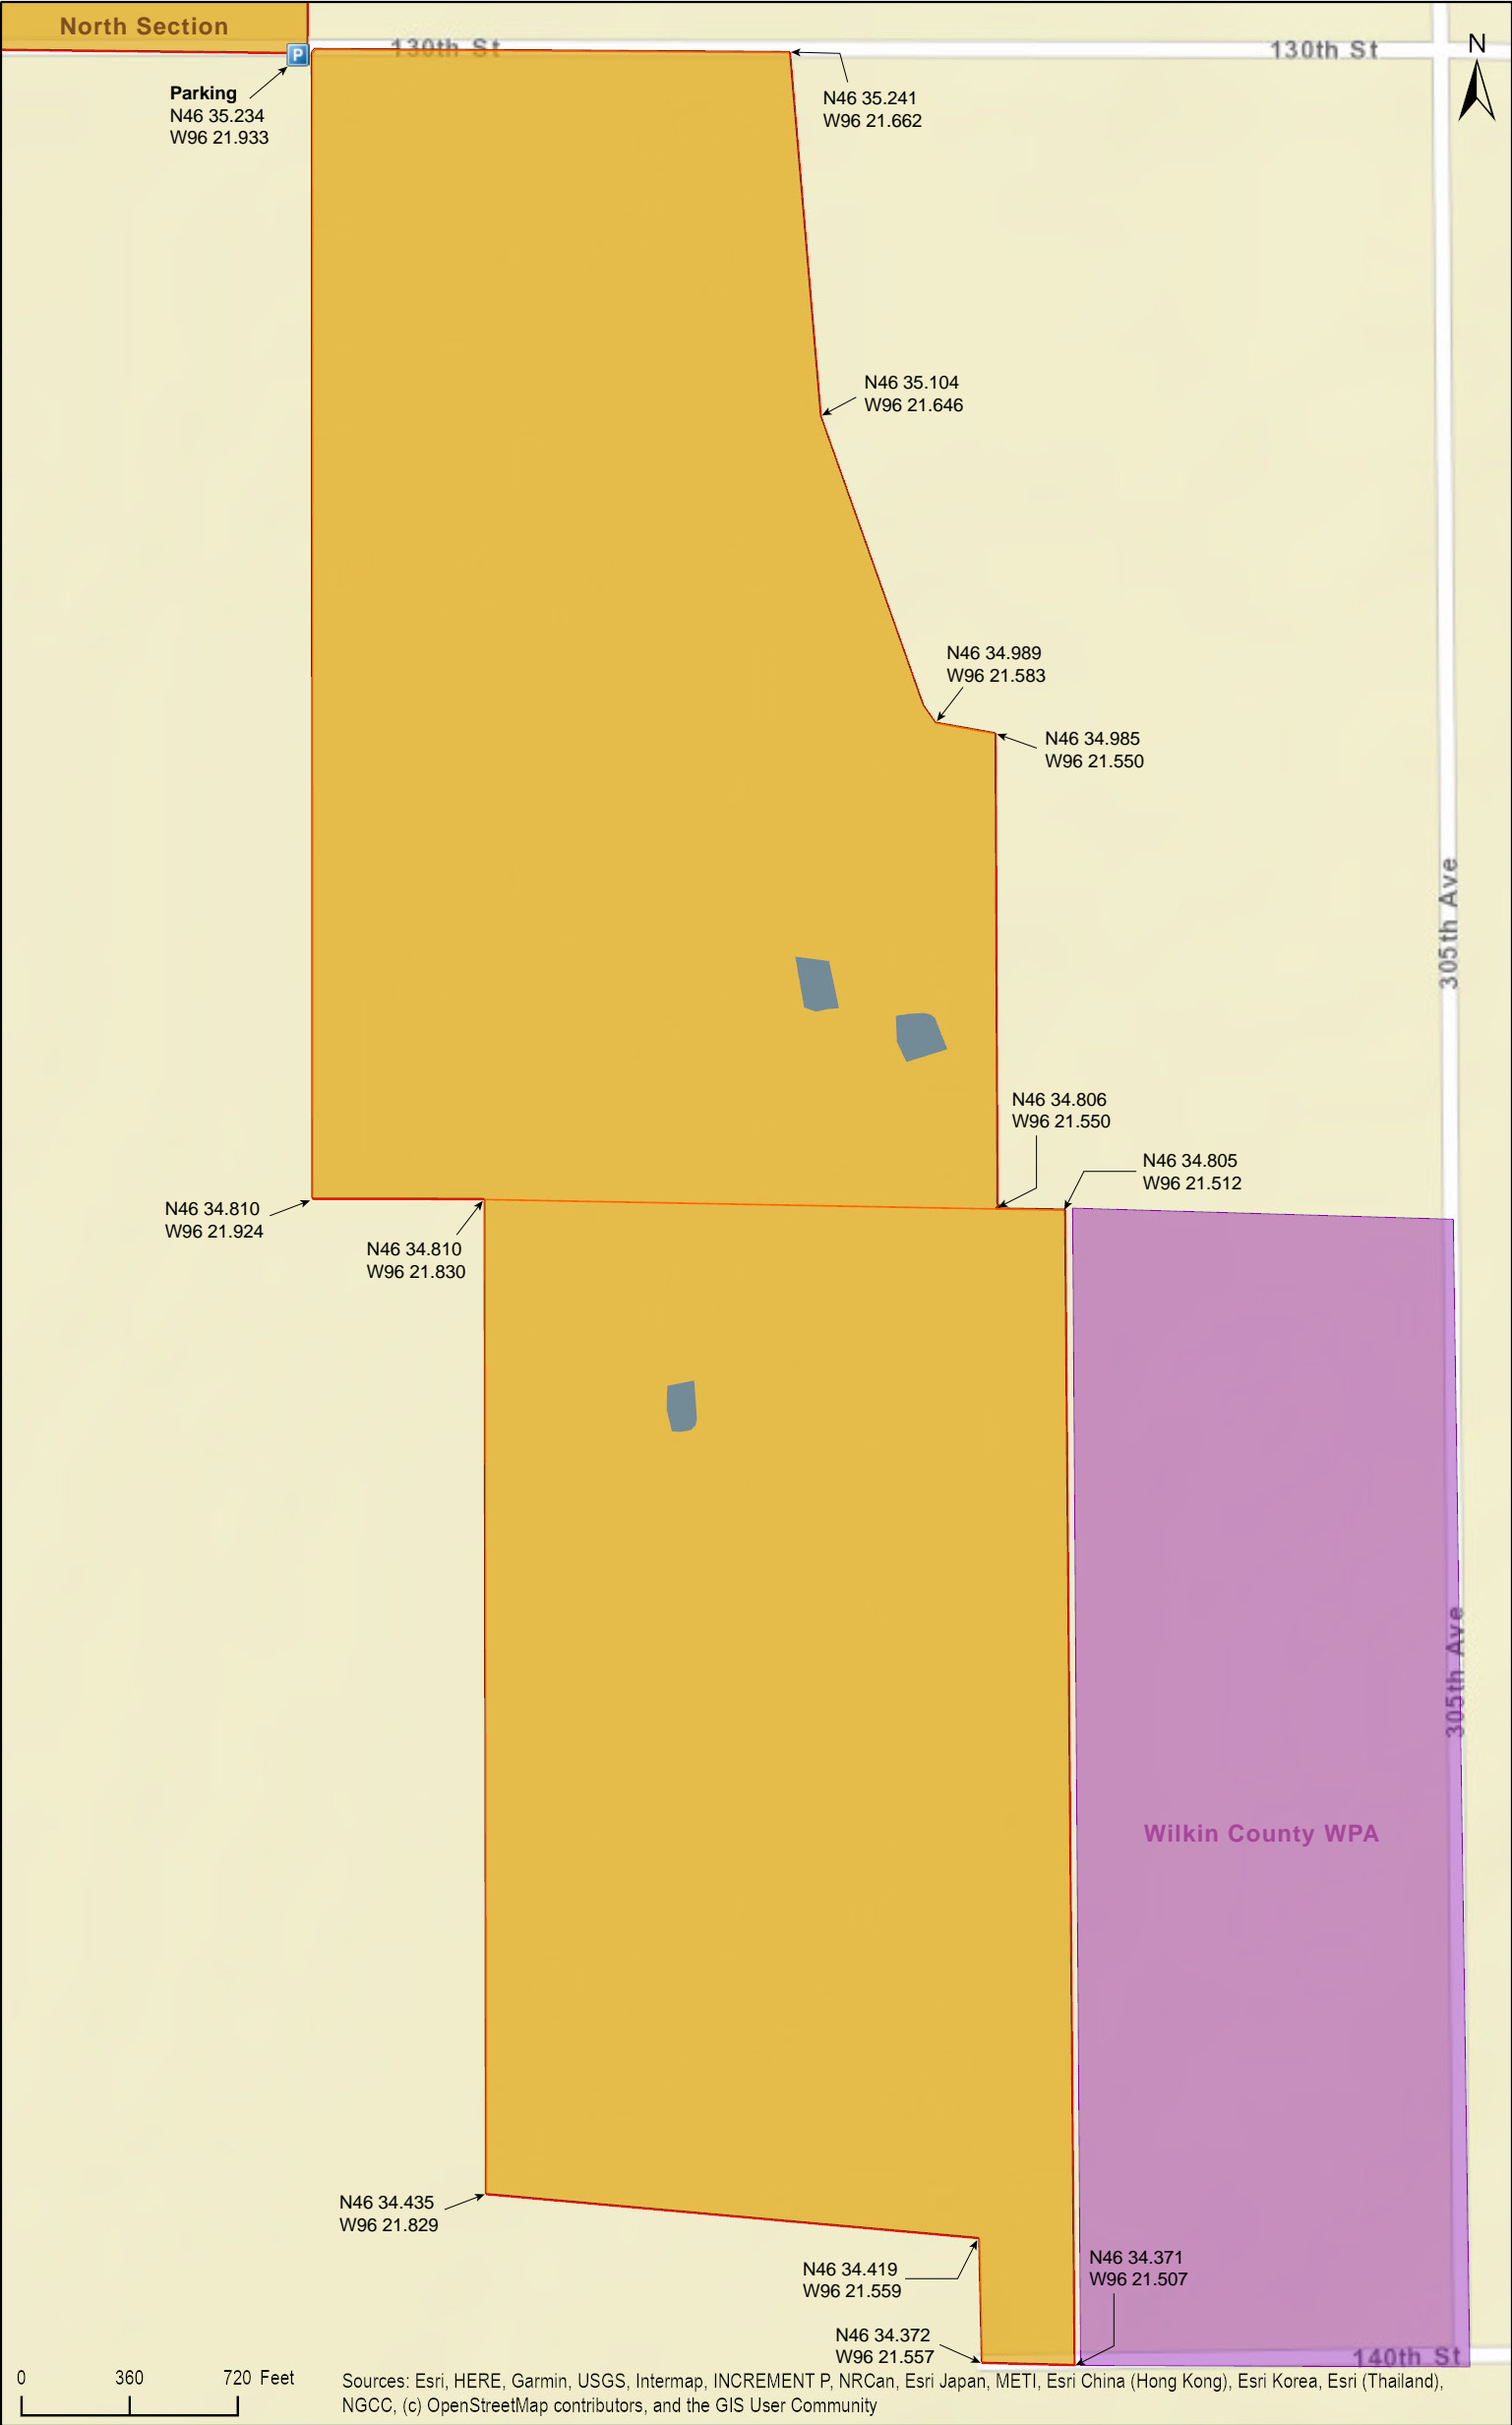 North Section
P
130th St
130th St
N
Parking
N46 35.234
W96 21.933
N46 35.241
W96 21.662
N46 35.104
W96 21.646
N46 34.989
W96 21.583
N46 34.985
W96 21.550
305th Ave
N46 34.806
W96 21.550
N46 34.805
W96 21.512
N46 34.810
W96 21.924
N46 34.810
W96 21.830
305th Ave
Wilkin County WPA
N46 34.435
W96 21.829
N46 34.419
W96 21.559
N46 34.371
W96 21.507
N46 34.372
W96 21.557
140th St
0 360 720 Feet
Sources: Esri, HERE, Garmin, USGS, Intermap, INCREMENT P, NRCan, Esri Japan, METI, Esri China (Hong Kong), Esri Korea, Esri (Thailand),
NGCC, (c) OpenStreetMap contributors, and the GIS User Community